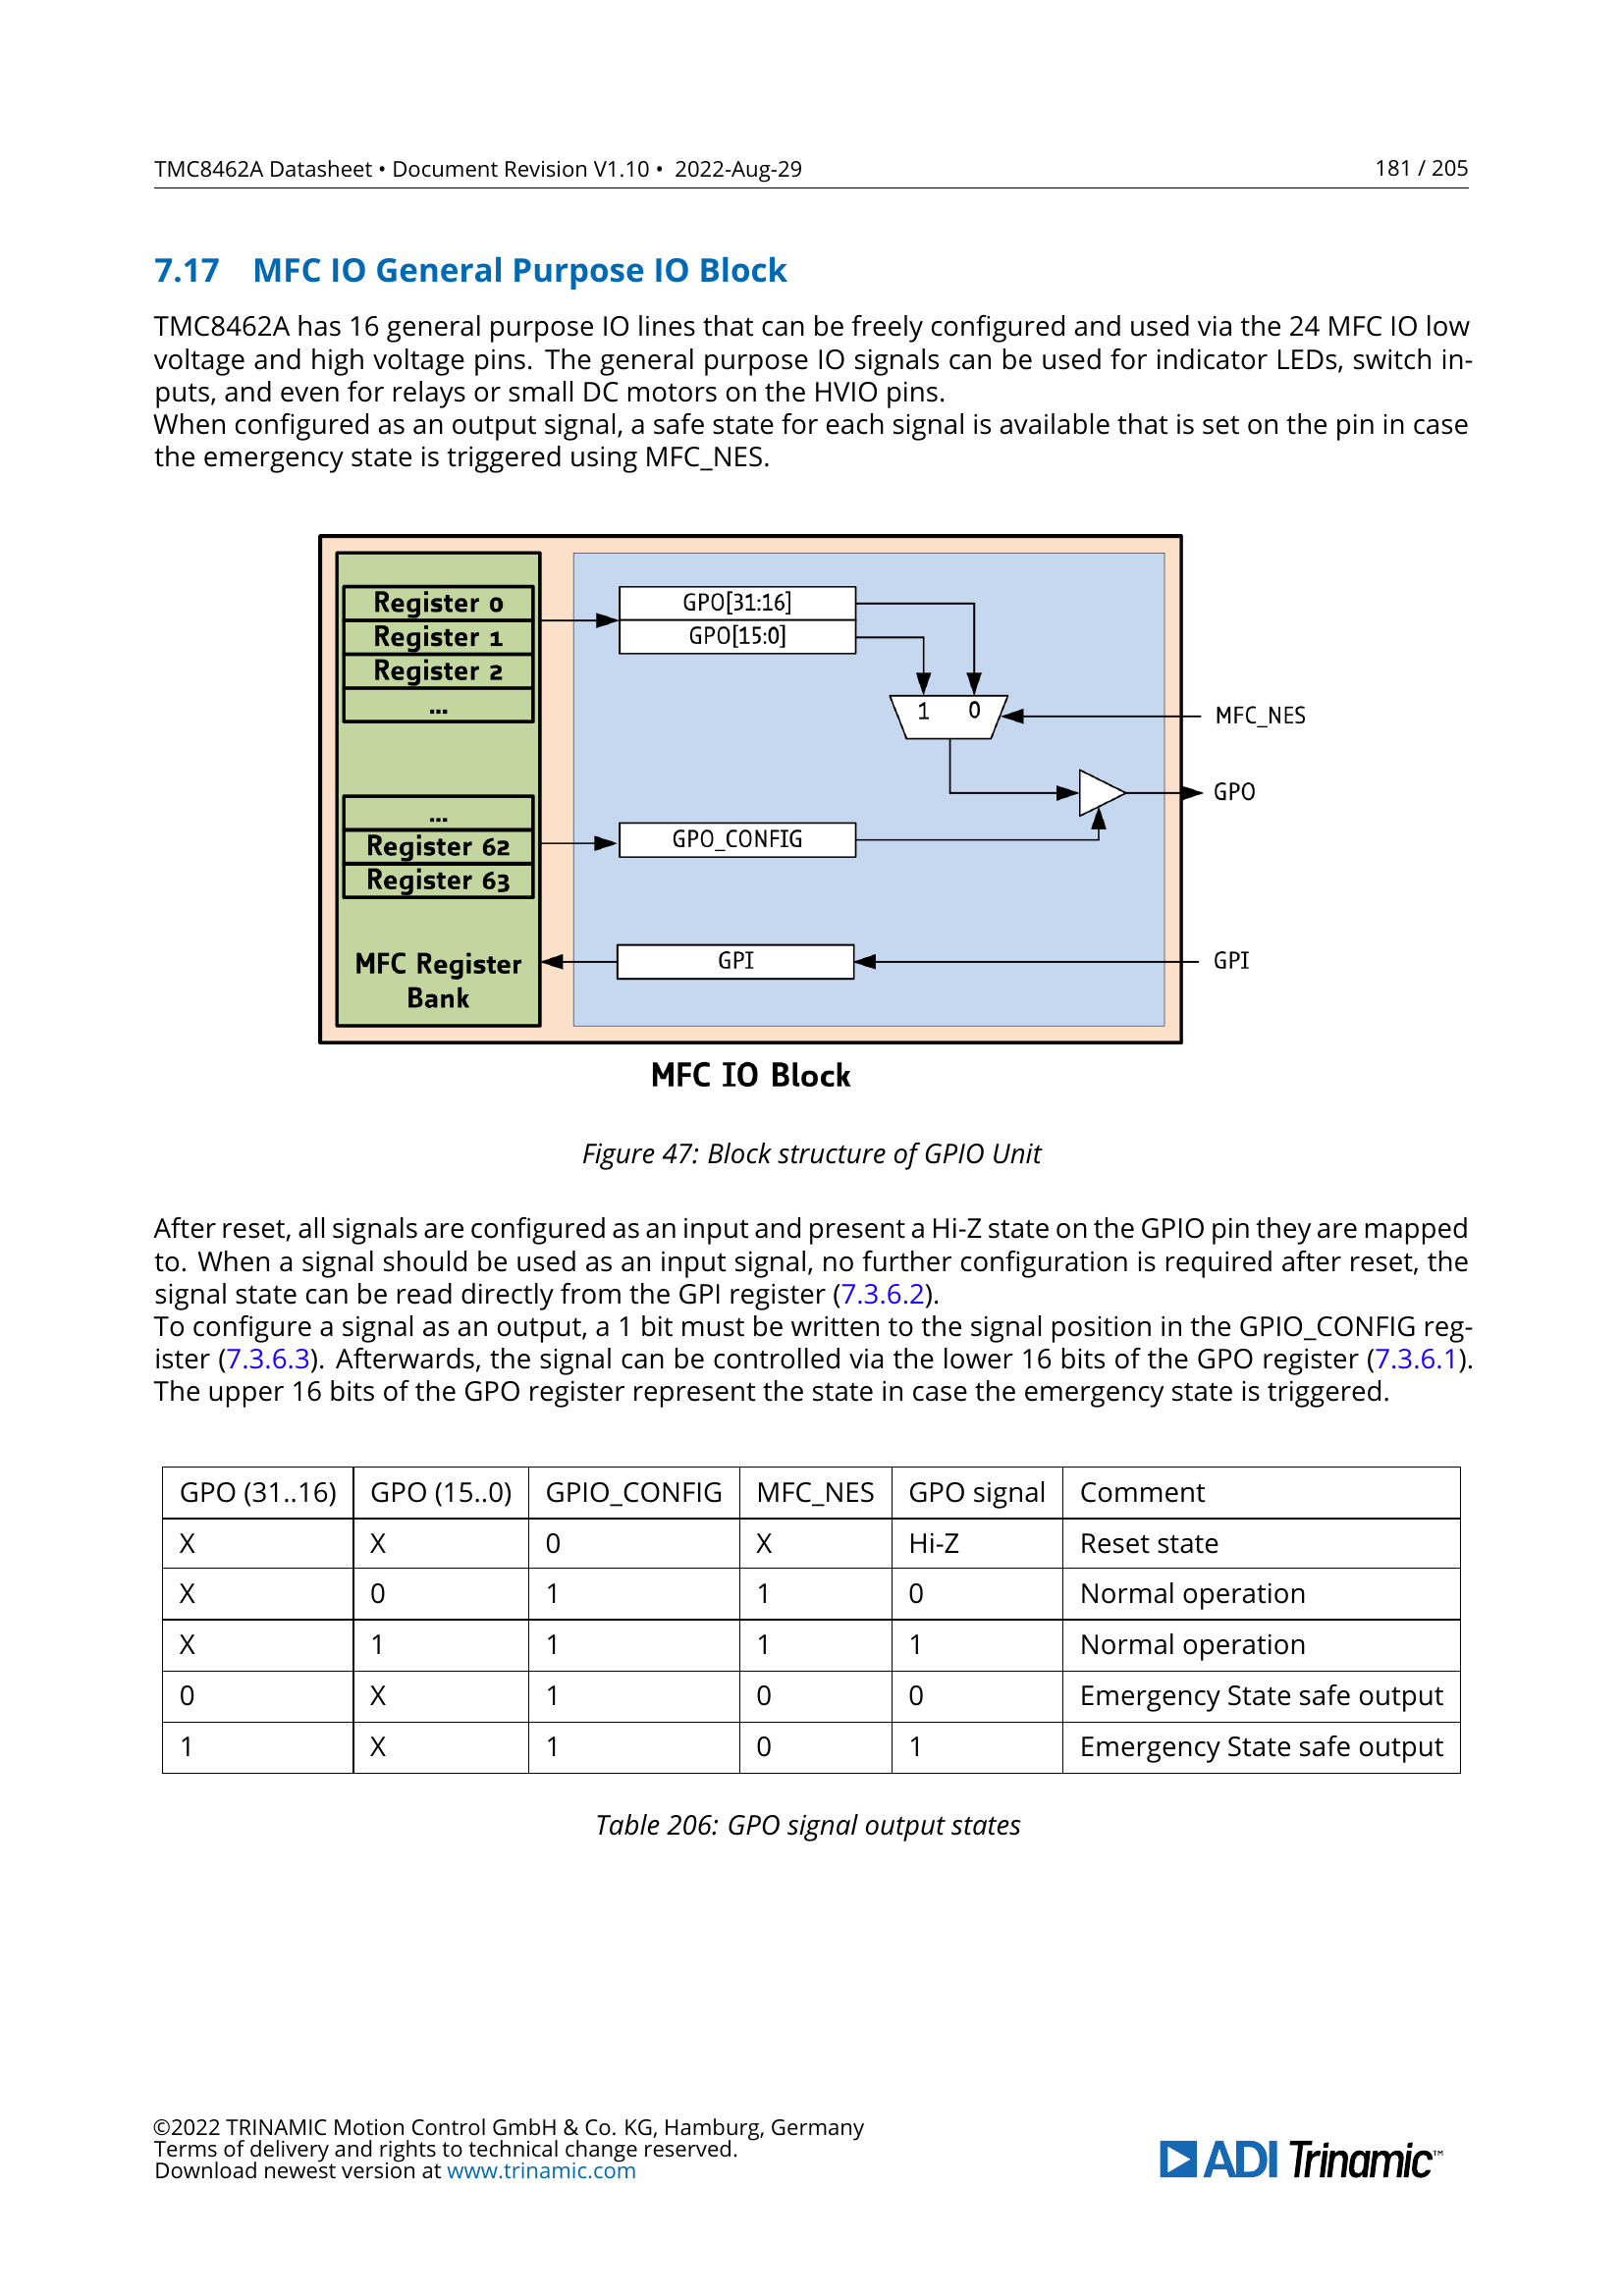 TMC8462A Datasheet • Document Revision V1.10 • 2022-Aug-29
181 / 205
7.17 MFC IO General Purpose IO Block
TMC8462A has 16 general purpose IO lines that can be freely configured and used via the 24 MFC IO low
voltage and high voltage pins. The general purpose IO signals can be used for indicator LEDs, switch in-
puts, and even for relays or small DC motors on the HVIO pins.
When configured as an output signal, a safe state for each signal is available that is set on the pin in case
the emergency state is triggered using MFC_NES.
Register 0
Register 1
Register 2
...
...
Register 62
Register 63
MFC Register
Bank
GPO[31:16]
GPO[15:0]
1 0
MFC_NES
GPO
GPO_CONFIG
GPI
GPI
MFC IO Block
Figure 47: Block structure of GPIO Unit
After reset, all signals are configured as an input and present a Hi-Z state on the GPIO pin they are mapped
to. When a signal should be used as an input signal, no further configuration is required after reset, the
signal state can be read directly from the GPI register (7.3.6.2).
To configure a signal as an output, a 1 bit must be written to the signal position in the GPIO_CONFIG reg-
ister (7.3.6.3). Afterwards, the signal can be controlled via the lower 16 bits of the GPO register (7.3.6.1).
The upper 16 bits of the GPO register represent the state in case the emergency state is triggered.
GPO (31..16) GPO (15..0) GPIO_CONFIG MFC_NES GPO signal Comment
X X 0 X Hi-Z Reset state
X 0 1 1 0 Normal operation
X 1 1 1 1 Normal operation
0 X 1 0 0 Emergency State safe output
1 X 1 0 1 Emergency State safe output
Table 206: GPO signal output states
©2022 TRINAMIC Motion Control GmbH & Co. KG, Hamburg, Germany
Terms of delivery and rights to technical change reserved.
Download newest version at www.trinamic.com
ADI Trinamic™